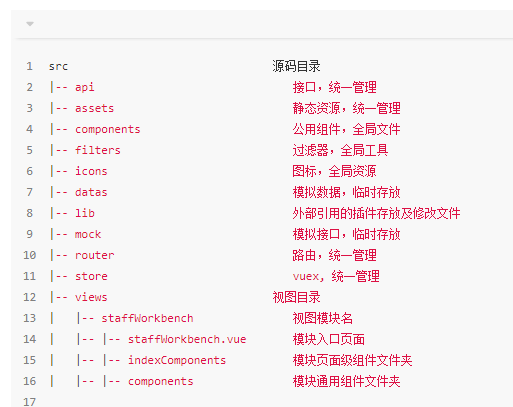 1 src 源码目录
2 |-- api 接口，统一管理
3 |-- assets 静态资源，统一管理
4 |-- components 公用组件，全局文件
5 |-- filters 过滤器，全局工具
6 |-- icons 图标，全局资源
7 |-- datas 模拟数据，临时存放
8 |-- lib 外部引用的插件存放及修改文件
9 |-- mock 模拟接口，临时存放
10 |-- router 路由，统一管理
11 |-- store vuex, 统一管理
12 |-- views 视图目录
13 | |-- staffWorkbench 视图模块名
14 | |-- |-- staffWorkbench.vue 模块入口页面
15 | |-- |-- indexComponents 模块页面级组件文件夹
16 | |-- |-- components 模块通用组件文件夹
17